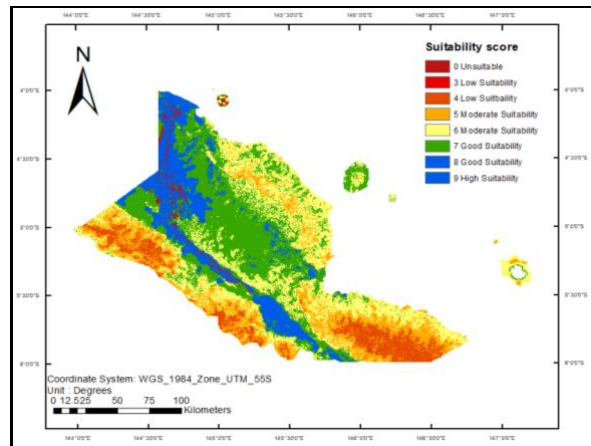 144°0'0"E 144°30'0"E 145°0'0"E 145°30'0"E 146°0'0"E 146°30'0"E 147°0'0"E
N
Suitability score
0 Unsuitable
3 Low Suitability
4 Low Suitbaility
5 Moderate Suitability
6 Moderate Suitability
7 Good Suitability
8 Good Suitability
9 High Suitability
4°0'0"S 4°0'0"S
4°30'0"S 4°30'0"S
5°0'0"S 5°0'0"S
5°30'0"S 5°30'0"S
6°0'0"S 6°0'0"S
Coordinate System: WGS_1984_Zone_UTM_55S
Unit : Degrees
0 12.525 50 75 100
Kilometers
144°0'0"E 144°30'0"E 145°0'0"E 145°30'0"E 146°0'0"E 146°30'0"E 147°0'0"E